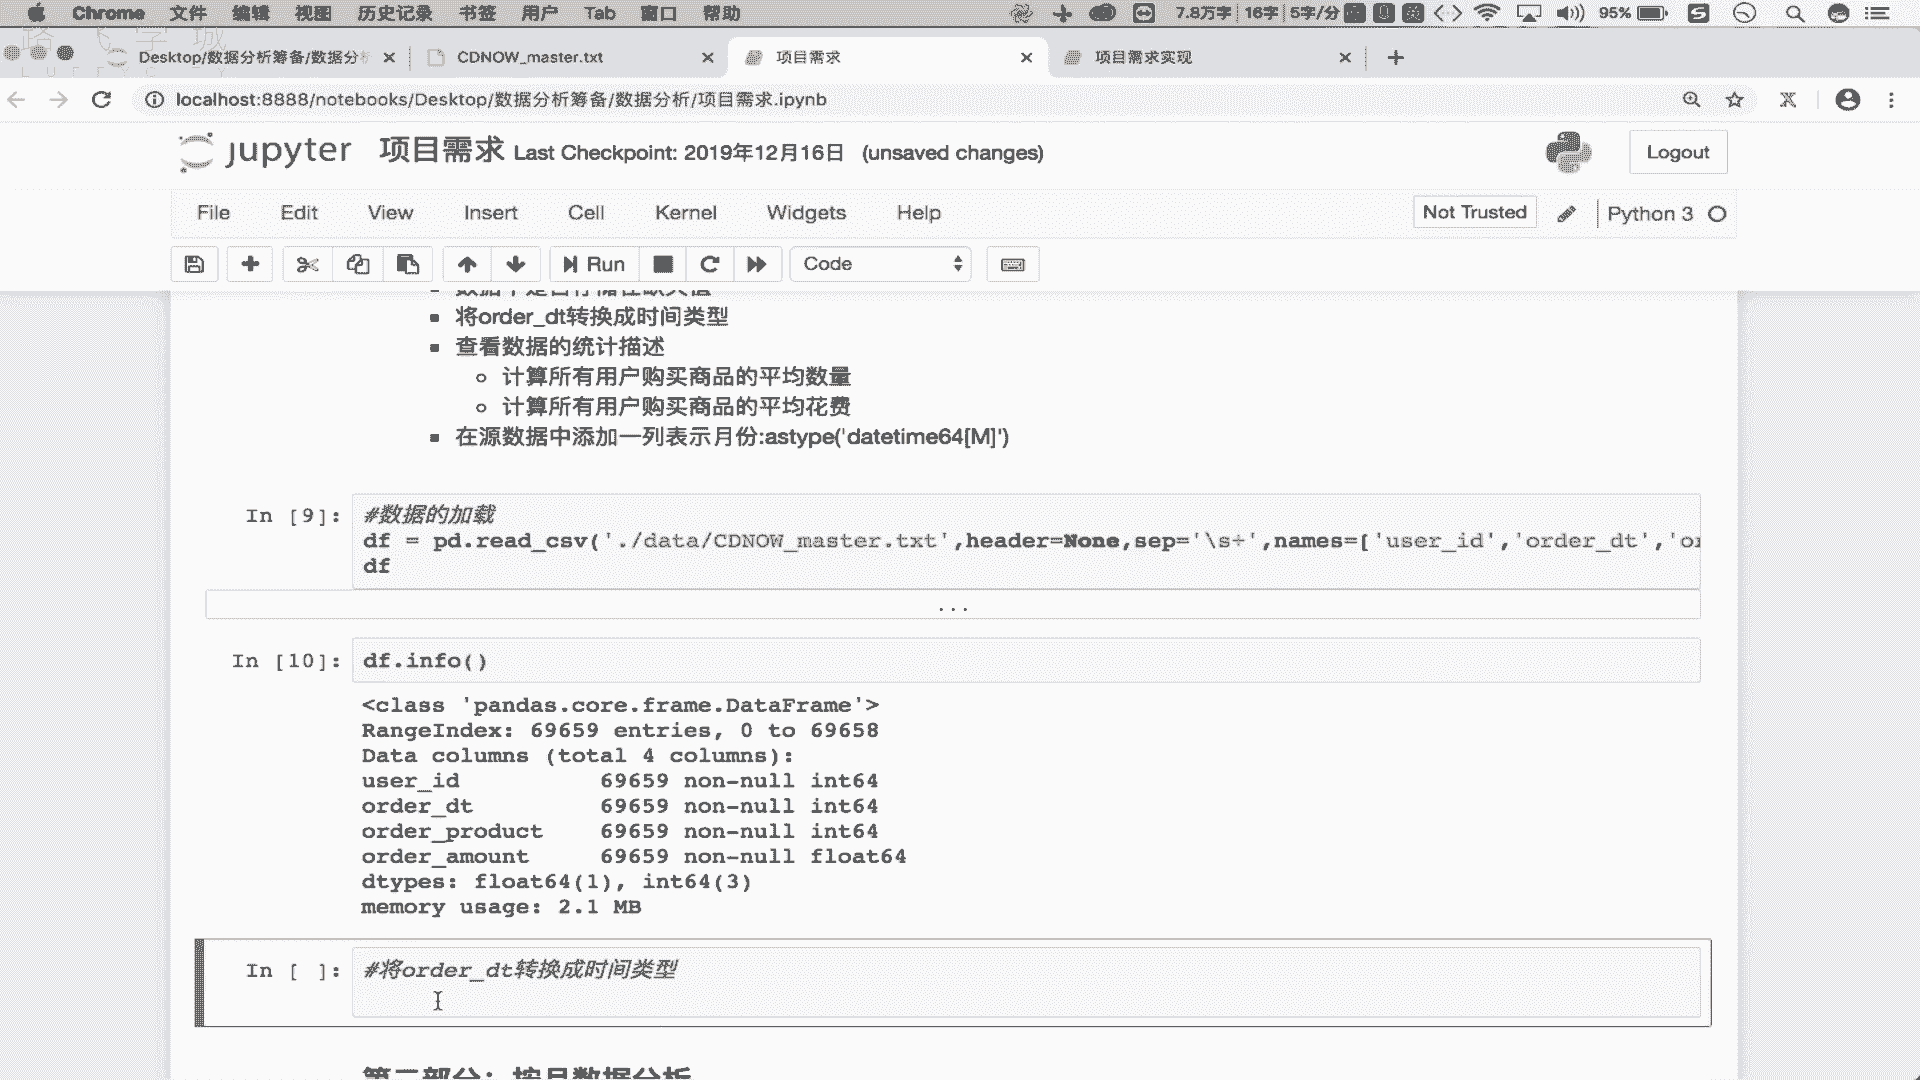 Chrome 文件 编辑 视图 历史记录 书签 用户 Tab 窗口 帮助 7.8万字 16字 5字/分 95%
Desktop/数据分析筹备/数据分析 CDNOW_master.txt 项目需求 项目需求实现
localhost:8888/notebooks/Desktop/数据分析筹备/数据分析/项目需求.ipynb
jupyter 项目需求 Last Checkpoint: 2019年12月16日 (unsaved changes) Logout
File Edit View Insert Cell Kernel Widgets Help Not Trusted Python 3
Run Code
将order_dt转换成时间类型
查看数据的统计描述
计算所有用户购买商品的平均数量
计算所有用户购买商品的平均花费
在源数据中添加一列表示月份:astype('datetime64[M]')
In [9]: #数据的加载
df = pd.read_csv('./data/CDNOW_master.txt',header=None,sep='\s+',names=['user_id','order_dt','or
df
...
In [10]: df.info()
<class 'pandas.core.frame.DataFrame'>
RangeIndex: 69659 entries, 0 to 69658
Data columns (total 4 columns):
user_id 69659 non-null int64
order_dt 69659 non-null int64
order_product 69659 non-null int64
order_amount 69659 non-null float64
dtypes: float64(1), int64(3)
memory usage: 2.1 MB
In [ ]: #将order_dt转换成时间类型
第二部分：按月数据分析